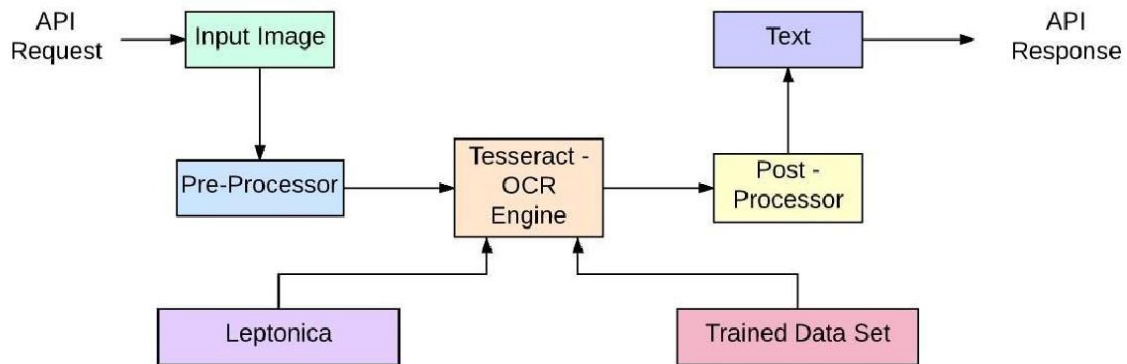 API
Request
Input Image
Text
API
Response
Pre-Processor
Tesseract -
OCR
Engine
Post -
Processor
Leptonica
Trained Data Set